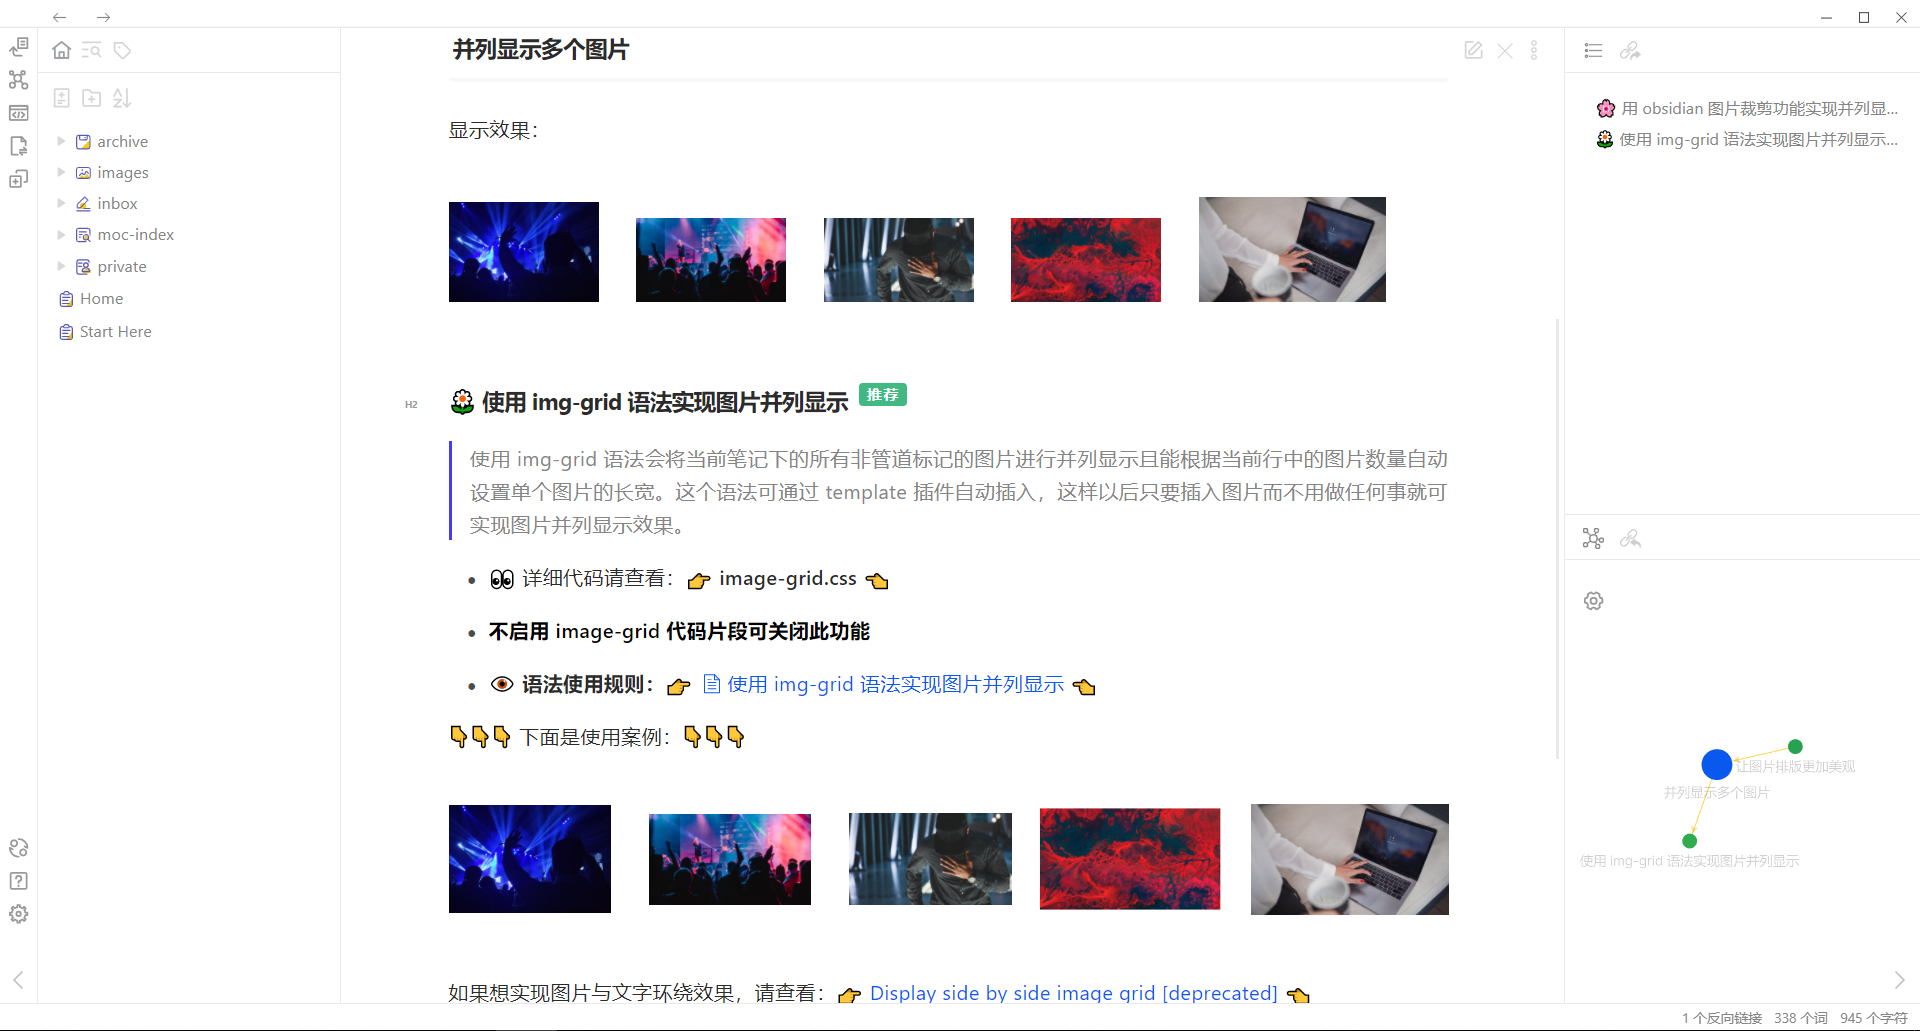 并列显示多个图片
archive
images
inbox
moc-index
private
Home
Start Here
显示效果：
H2
使用 img-grid 语法实现图片并列显示 推荐
使用 img-grid 语法会将当前笔记下的所有非管道标记的图片进行并列显示且能根据当前行中的图片数量自动
设置单个图片的长宽。这个语法可通过 template 插件自动插入，这样以后只要插入图片而不用做任何事就可
实现图片并列显示效果。
• 👀 详细代码请查看：👉 image-grid.css 👈
• 不启用 image-grid 代码片段可关闭此功能
• 👁 语法使用规则：👉 使用 img-grid 语法实现图片并列显示 👈
👇👇👇 下面是使用案例：👇👇👇
如果想实现图片与文字环绕效果，请查看：👉 Display side by side image grid [deprecated] 👈
🌸 用 obsidian 图片裁剪功能实现并列显...
使用 img-grid 语法实现图片并列显示...
让图片排版更加美观
并列显示多个图片
使用 img-grid 语法实现图片并列显示
1 个反向链接 338 个词 945 个字符